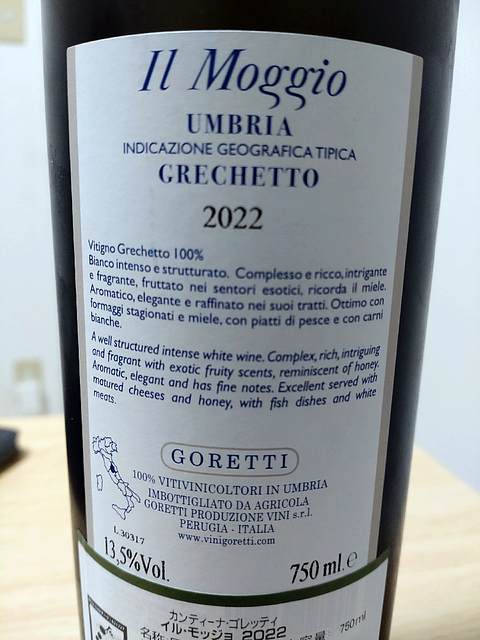 Il Moggio
UMBRIA
INDICAZIONE GEOGRAFICA TIPICA
GRECHETTO
2022
Vitigno Grechetto 100%
Bianco intenso e strutturato. Complesso e ricco, intrigante
e fragrante, fruttato nei sentori esotici, ricorda il miele.
Aromatico, elegante e raffinato nei suoi tratti. Ottimo con
formaggi stagionati e miele, con piatti di pesce e con carni
bianche.
A well structured intense white wine. Complex, rich, intriguing
and fragrant with exotic fruity scents, reminiscent of honey.
Aromatic, elegant and has fine notes. Excellent served with
matured cheeses and honey, with fish dishes and white
meats.
GORETTI
100% VITIVINICOLTORI IN UMBRIA
IMBOTTIGLIATO DA AGRICOLA
GORETTI PRODUZIONE VINI s.r.l.
PERUGIA - ITALIA
www.vinigoretti.com
L.30317
13,5%Vol. 750 ml. ℮
カンティーナ・ゴレッティ
イル・モッジョ 2022
750ml